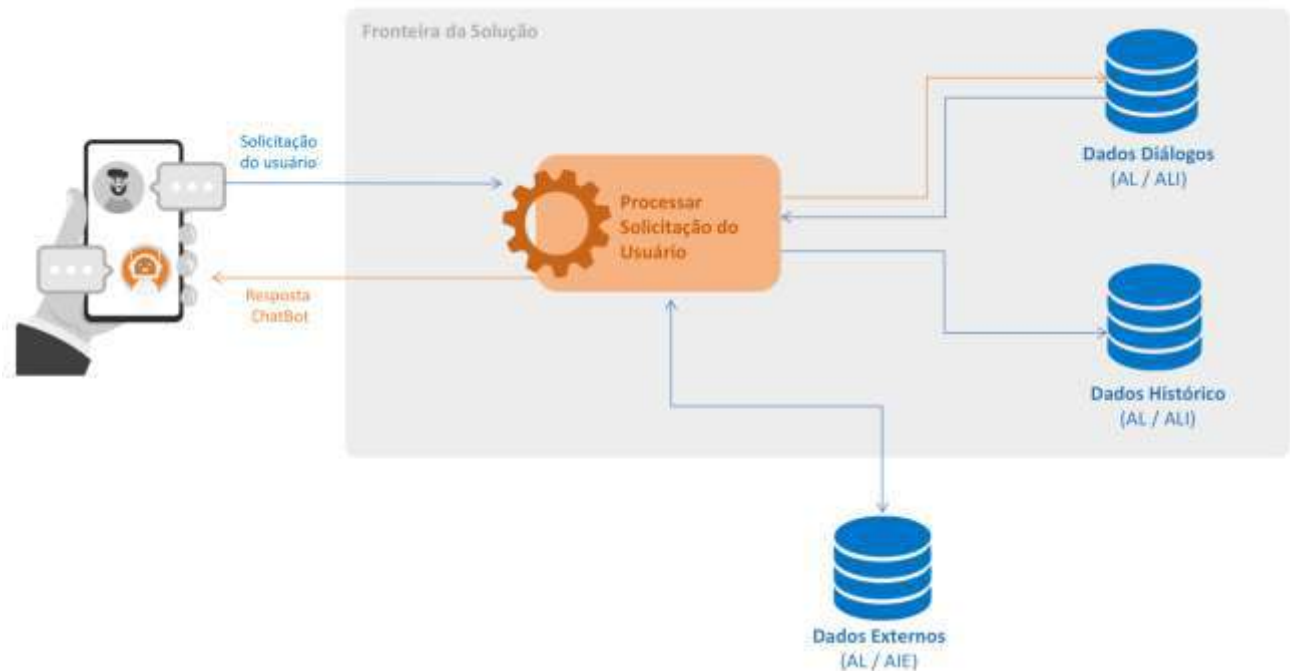 Fronteira da Solução
Solicitação
do usuário
Processar
Solicitação do
Usuário
Resposta
ChatBot
Dados Diálogos
(AL / ALI)
Dados Histórico
(AL / ALI)
Dados Externos
(AL / AIE)